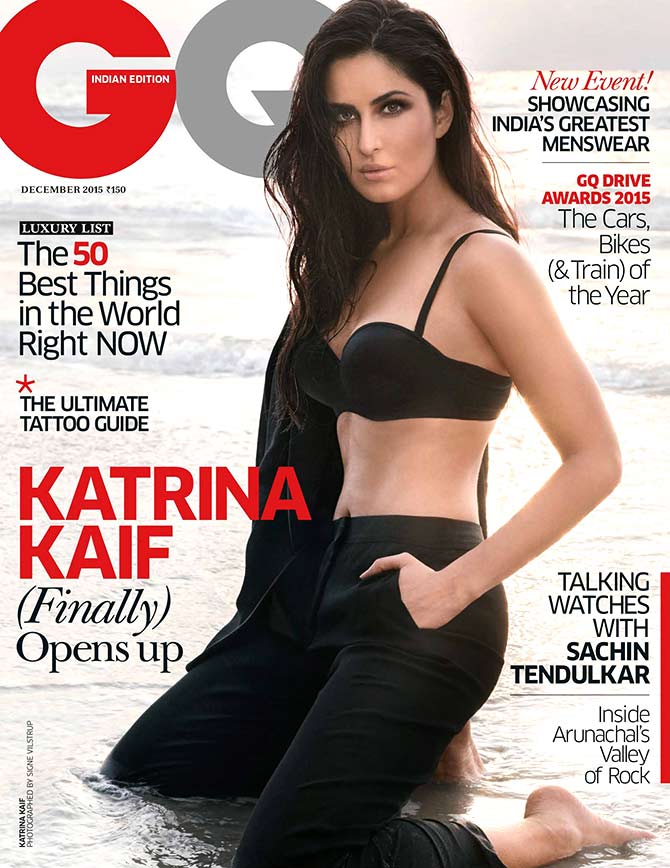 GQ
INDIAN EDITION
DECEMBER 2015 ₹150
LUXURY LIST
The 50
Best Things
in the World
Right NOW
*
THE ULTIMATE
TATTOO GUIDE
KATRINA
KAIF
(Finally)
Opens up
New Event!
SHOWCASING
INDIA'S GREATEST
MENSWEAR
GQ DRIVE
AWARDS 2015
The Cars,
Bikes
(& Train) of
the Year
TALKING
WATCHES
WITH
SACHIN
TENDULKAR
Inside
Arunachal's
Valley
of Rock
KATRINA KAIF
PHOTOGRAPHED BY SIGNE VILSTRUP